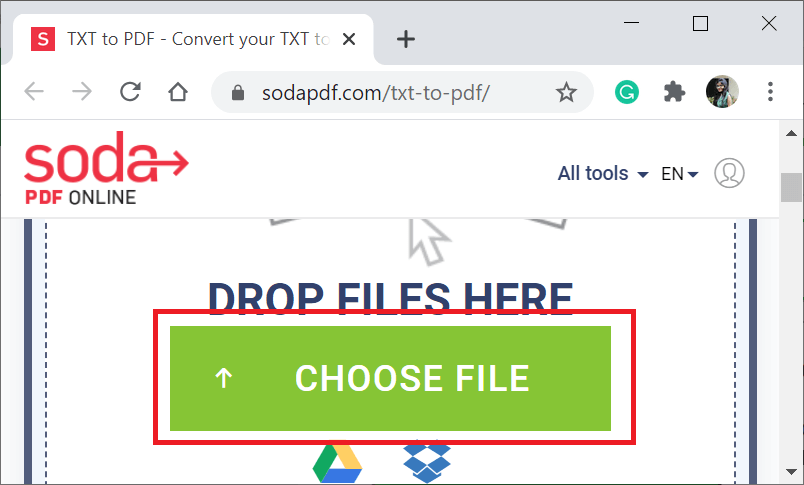 S TXT to PDF - Convert your TXT to
sodapdf.com/txt-to-pdf/
soda
PDF ONLINE
All tools EN
DROP FILES HERE
CHOOSE FILE